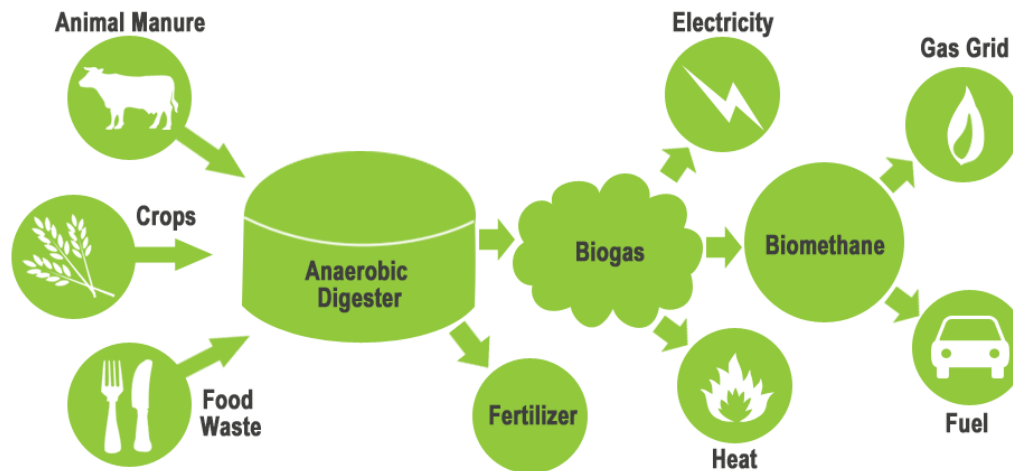 Animal Manure
Electricity
Gas Grid
Crops
Anaerobic
Digester
Biogas
Biomethane
Food
Waste
Fertilizer
Heat
Fuel